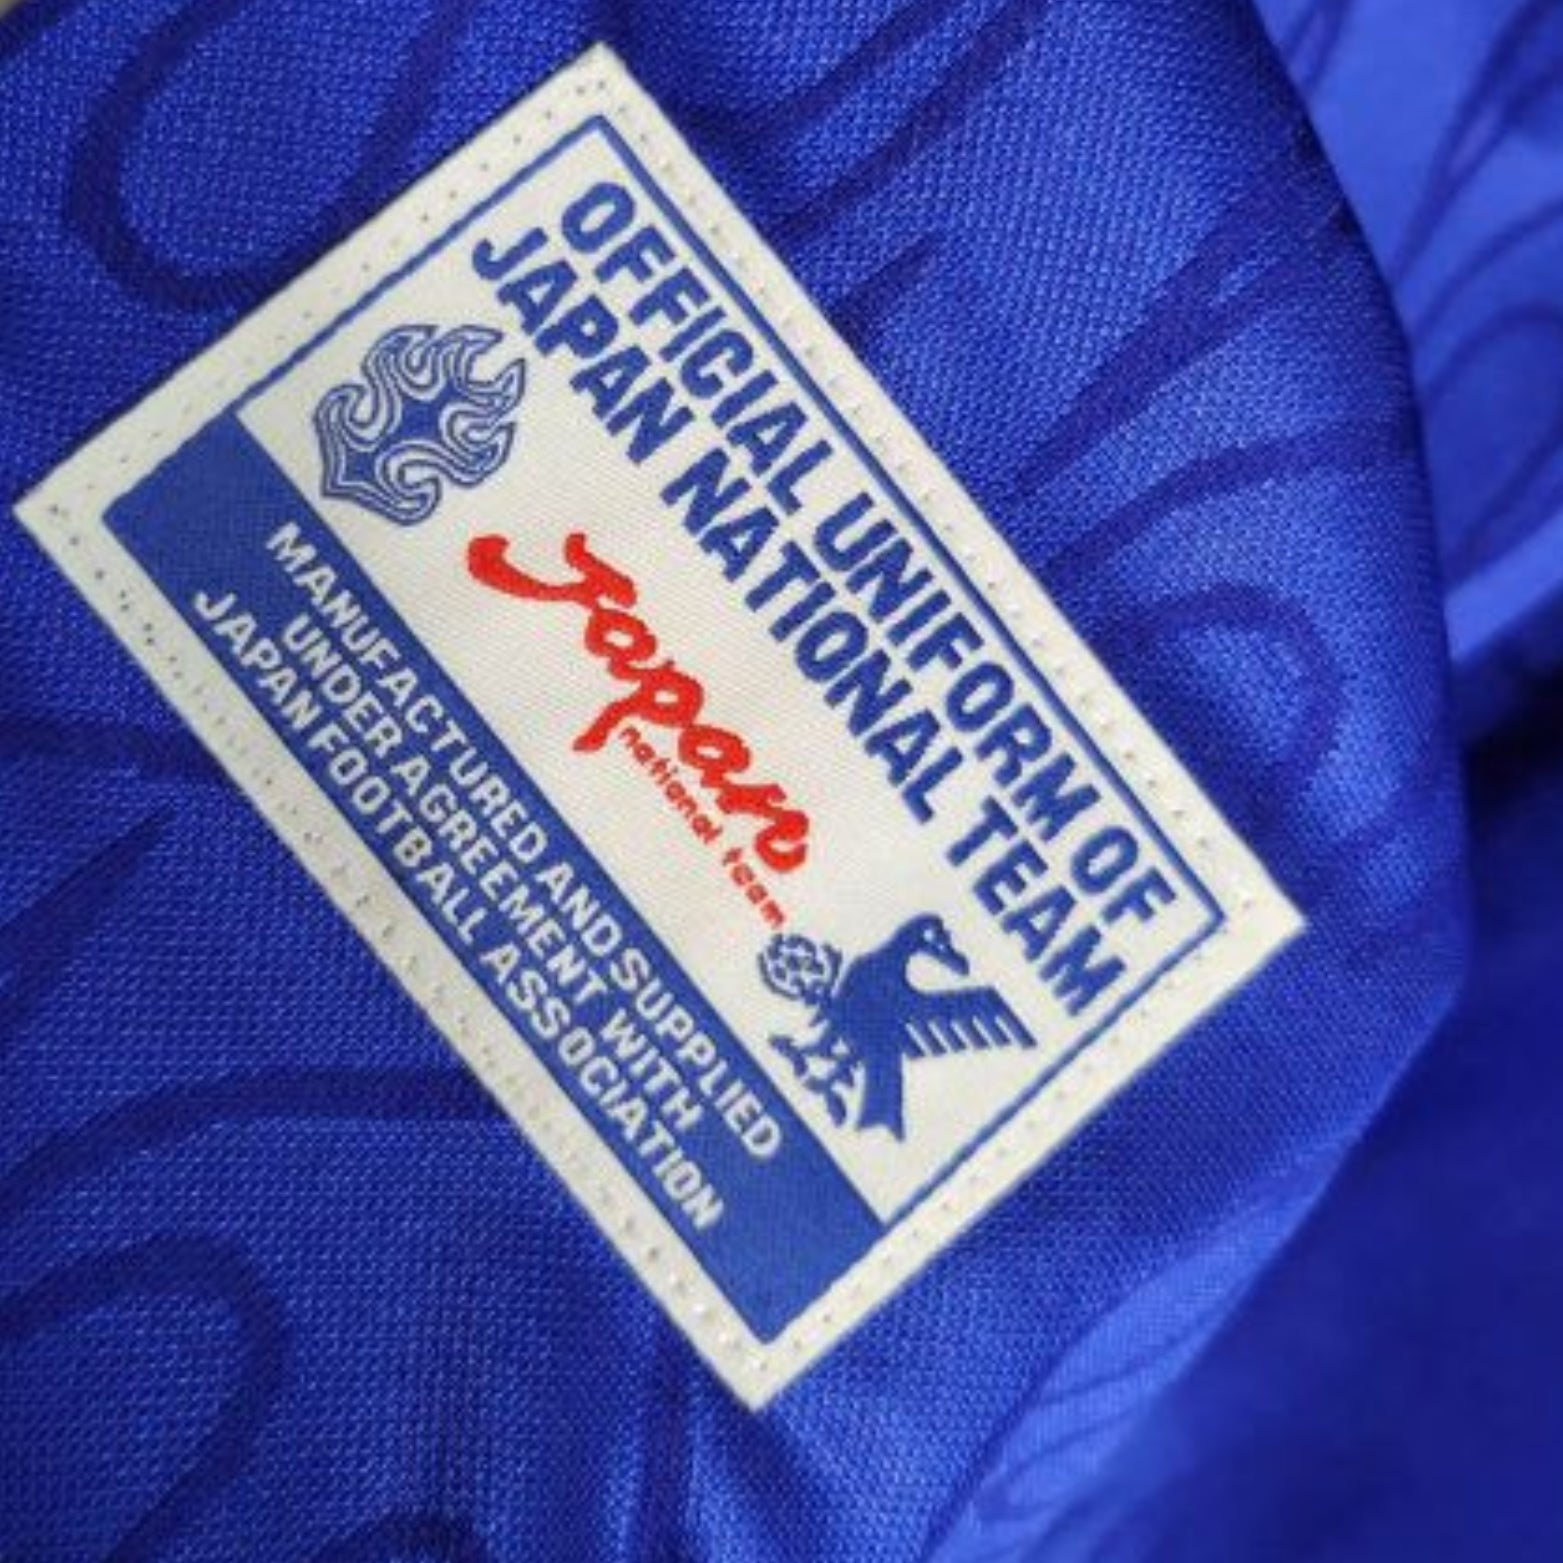 OFFICIAL UNIFORM OF
JAPAN NATIONAL TEAM
Japan
national team
MANUFACTURED AND SUPPLIED
UNDER AGREEMENT WITH
JAPAN FOOTBALL ASSOCIATION